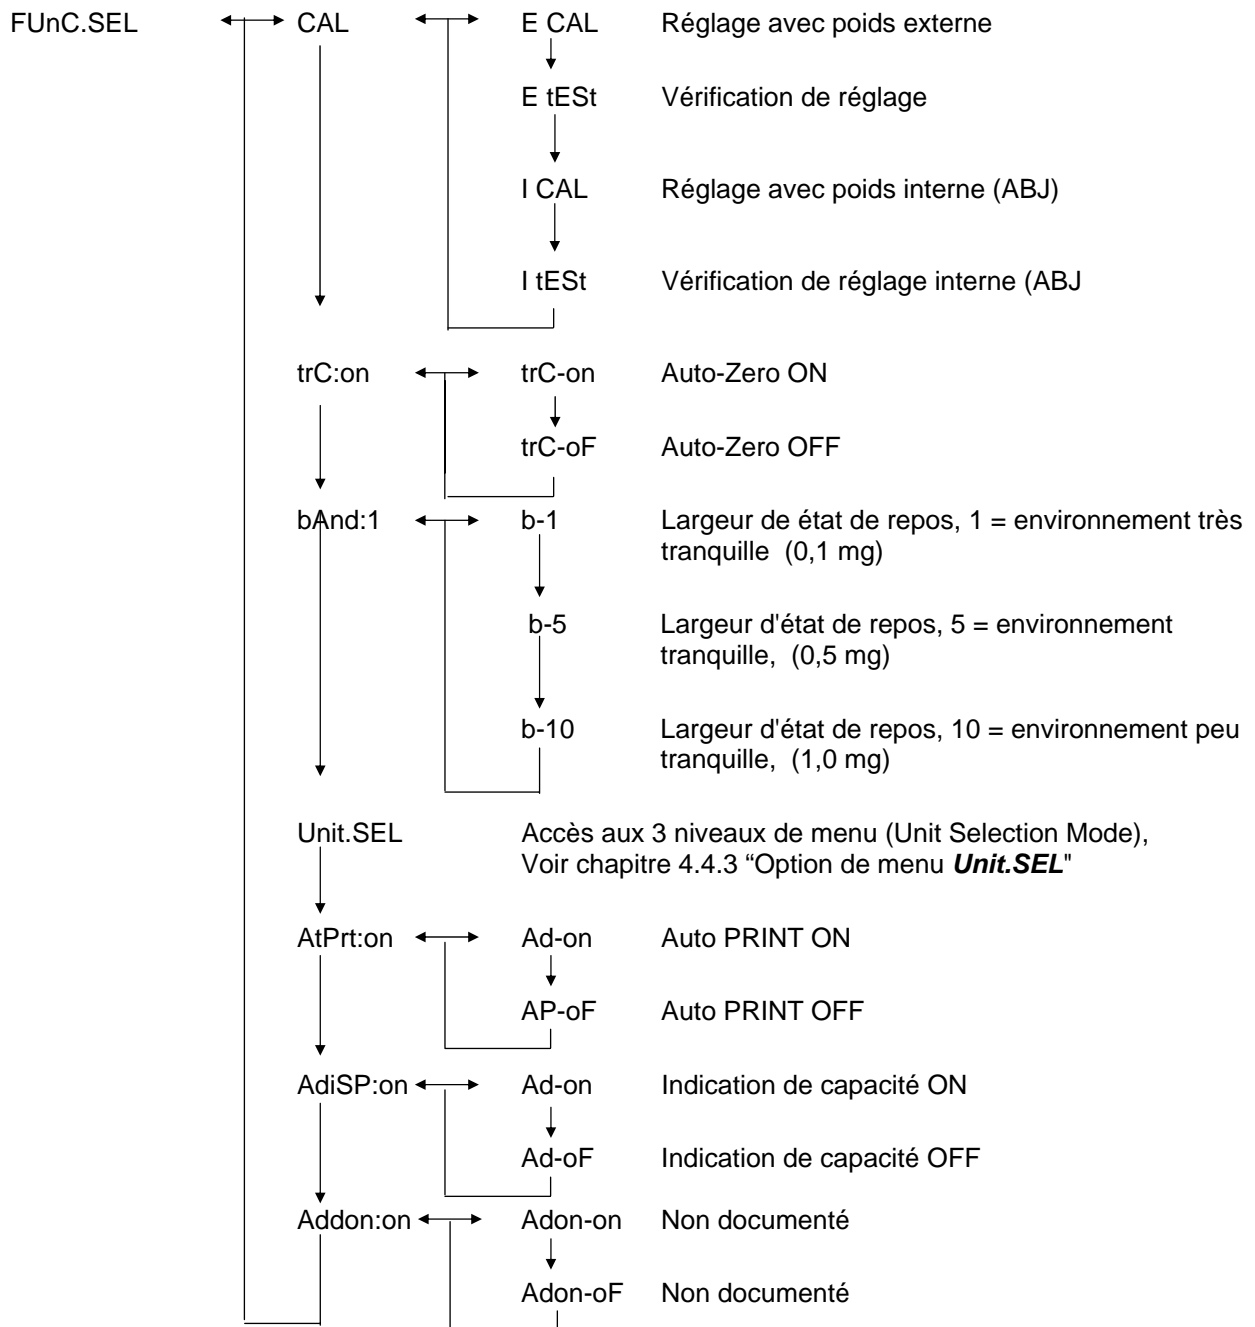 FUnC.SEL CAL E CAL Réglage avec poids externe
E tESt Vérification de réglage
I CAL Réglage avec poids interne (ABJ)
I tESt Vérification de réglage interne (ABJ
trC:on trC-on Auto-Zero ON
trC-oF Auto-Zero OFF
bAnd:1 b-1 Largeur de état de repos, 1 = environnement très
tranquille (0,1 mg)
b-5 Largeur d'état de repos, 5 = environnement
tranquille, (0,5 mg)
b-10 Largeur d'état de repos, 10 = environnement peu
tranquille, (1,0 mg)
Unit.SEL Accès aux 3 niveaux de menu (Unit Selection Mode),
Voir chapitre 4.4.3 “Option de menu Unit.SEL"
AtPrt:on Ad-on Auto PRINT ON
AP-oF Auto PRINT OFF
AdiSP:on Ad-on Indication de capacité ON
Ad-oF Indication de capacité OFF
Addon:on Adon-on Non documenté
Adon-oF Non documenté